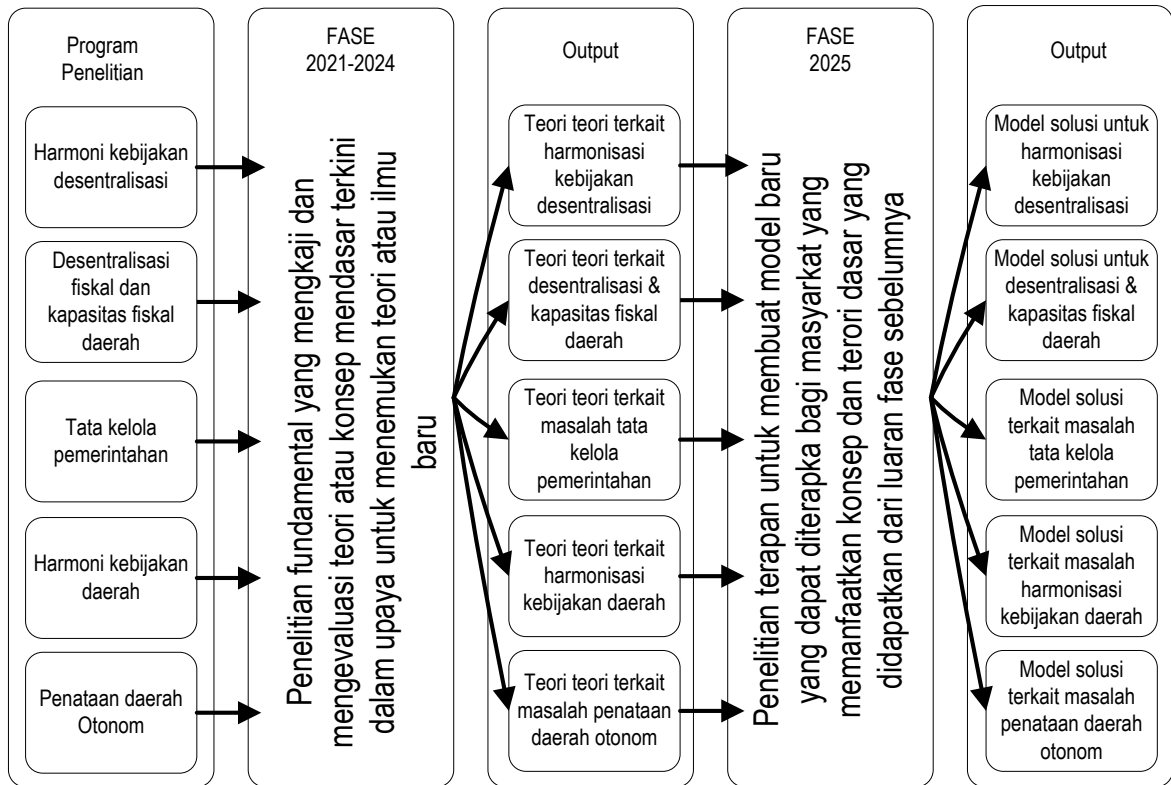 Program
Penelitian
Harmoni kebijakan
desentralisasi
Desentralisasi
fiskal dan
kapasitas fiskal
daerah
Tata kelola
pemerintahan
Harmoni kebijakan
daerah
Penataan daerah
Otonom
FASE
2021-2024
Penelitian fundamental yang mengkaji dan
mengevaluasi teori atau konsep mendasar terkini
dalam upaya untuk menemukan teori atau ilmu
baru
Output
Teori teori terkait
harmonisasi
kebijakan
desentralisasi
Teori teori terkait
desentralisasi &
kapasitas fiskal
daerah
Teori teori terkait
masalah tata
kelola
pemerintahan
Teori teori terkait
harmonisasi
kebijakan daerah
Teori teori terkait
masalah penataan
daerah otonom
FASE
2025
Penelitian terapan untuk membuat model baru
yang dapat diterapka bagi masyarkat yang
memanfaatkan konsep dan terori dasar yang
didapatkan dari luaran fase sebelumnya
Output
Model solusi untuk
harmonisasi
kebijakan
desentralisasi
Model solusi untuk
desentralisasi &
kapasitas fiskal
daerah
Model solusi
terkait masalah
tata kelola
pemerintahan
Model solusi
terkait masalah
harmonisasi
kebijakan daerah
Model solusi
terkait masalah
penataan daerah
otonom